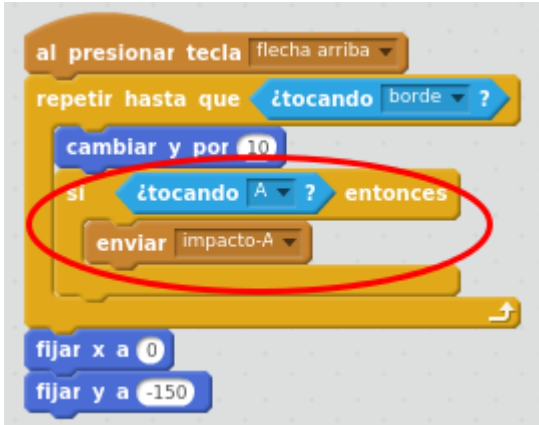 al presionar tecla flecha arriba
repetir hasta que ¿tocando borde ?
cambiar y por 10
si ¿tocando A ? entonces
enviar impacto-A
fijar x a 0
fijar y a -150